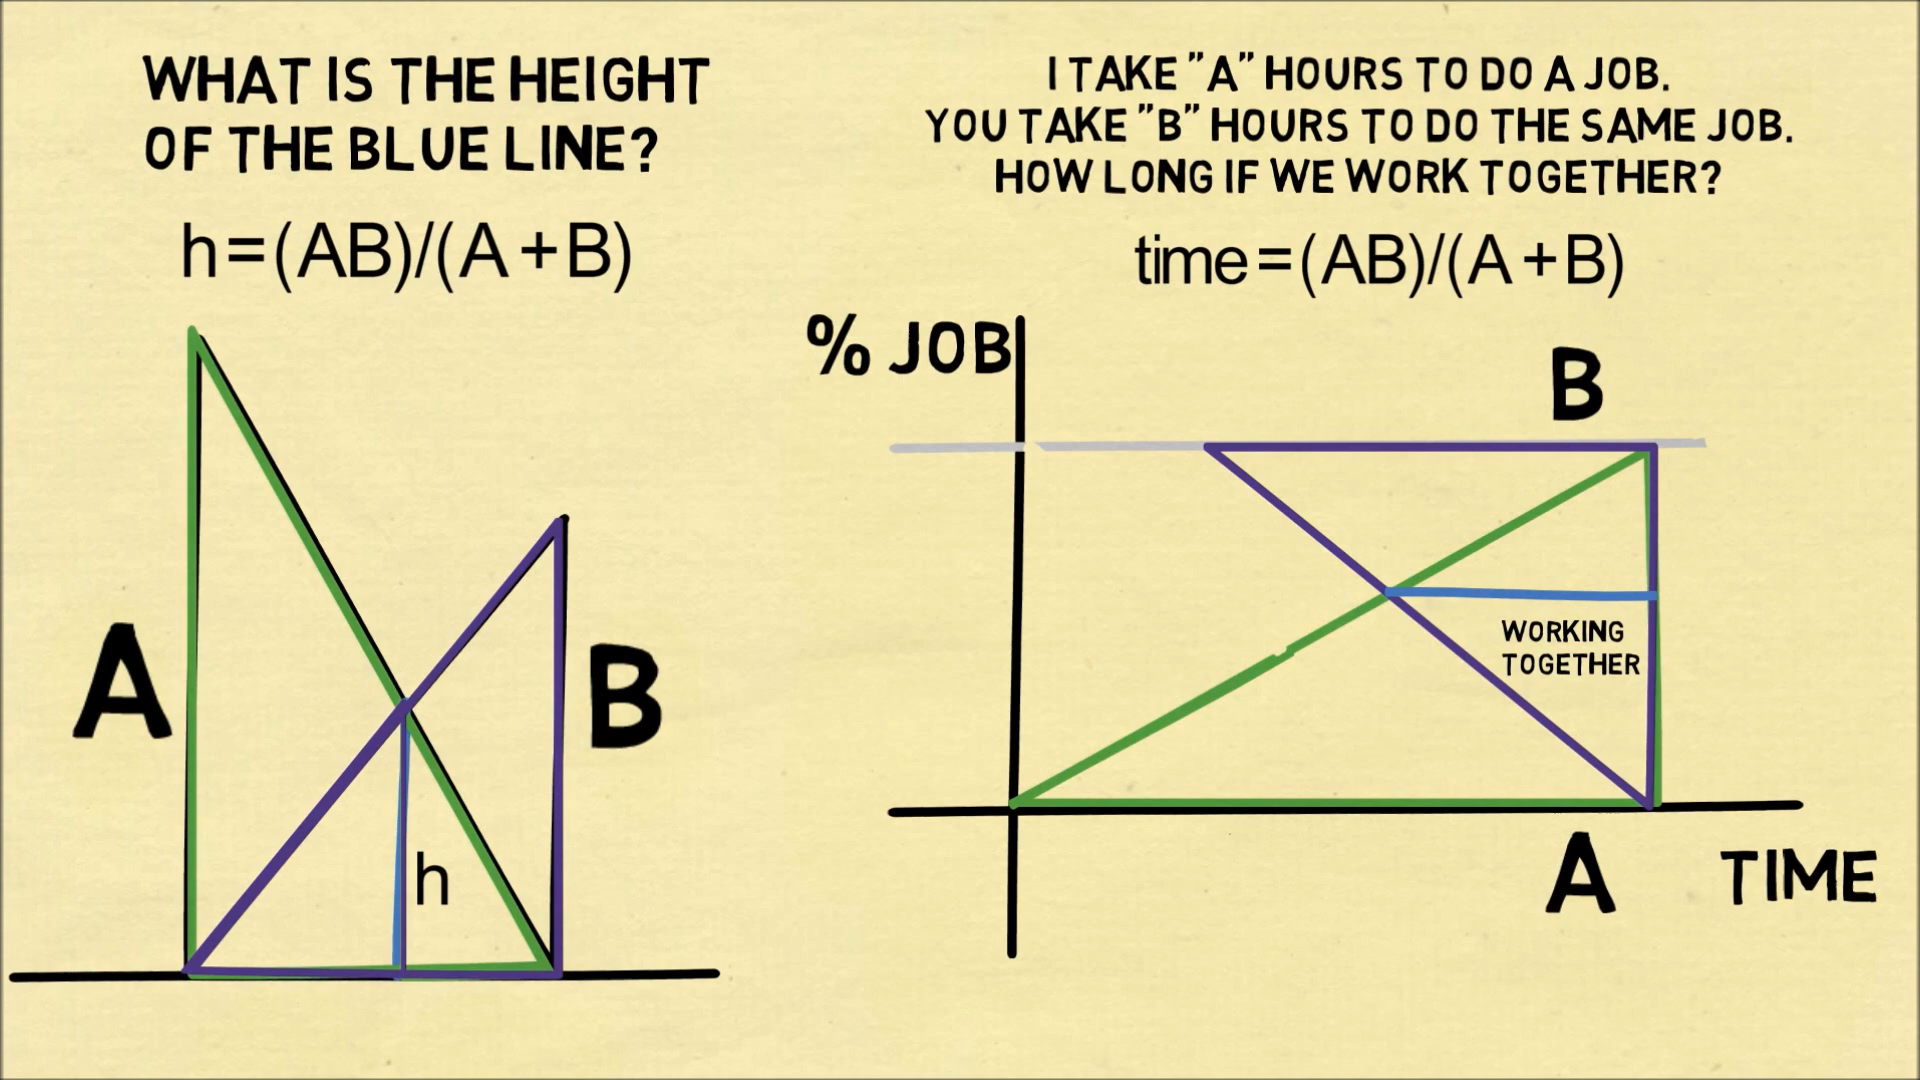 WHAT IS THE HEIGHT
OF THE BLUE LINE?
h=(AB)/(A+B)
A
B
h
I TAKE "A" HOURS TO DO A JOB.
YOU TAKE "B" HOURS TO DO THE SAME JOB.
HOW LONG IF WE WORK TOGETHER?
time=(AB)/(A+B)
% JOB
B
WORKING
TOGETHER
A
TIME